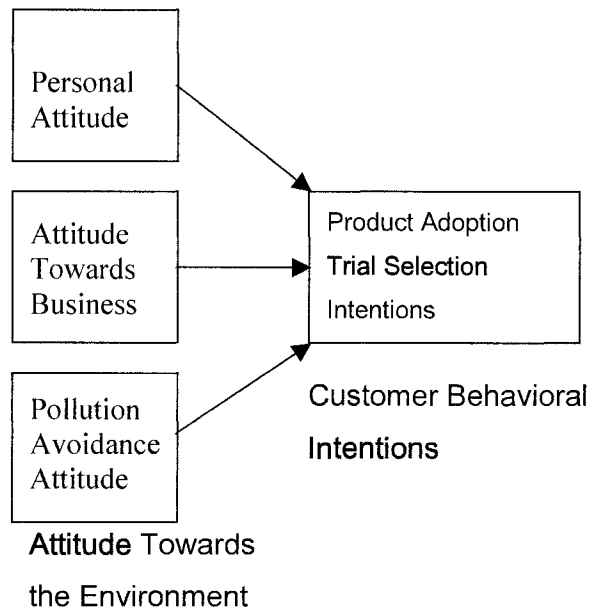 Personal
Attitude
Attitude
Towards
Business
Pollution
Avoidance
Attitude
Attitude Towards
the Environment
Product Adoption
Trial Selection
Intentions
Customer Behavioral
Intentions